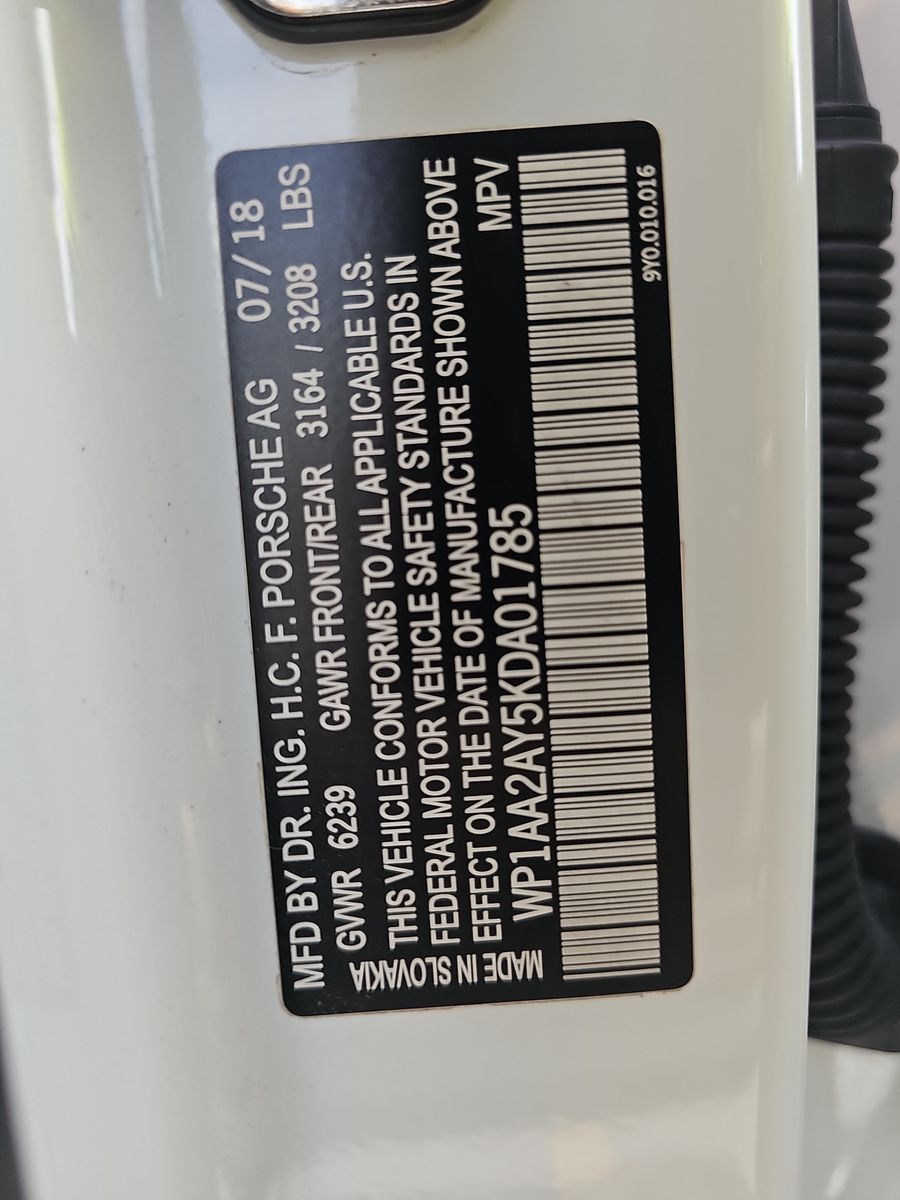 MFD BY DR. ING. H.C. F. PORSCHE AG 07/18
GVWR 6239 GAWR FRONT/REAR 3164 / 3208 LBS
THIS VEHICLE CONFORMS TO ALL APPLICABLE U.S.
FEDERAL MOTOR VEHICLE SAFETY STANDARDS IN
EFFECT ON THE DATE OF MANUFACTURE SHOWN ABOVE
WP1AA2AY5KDA01785 MPV
MADE IN SLOVAKIA
9Y0.010.016